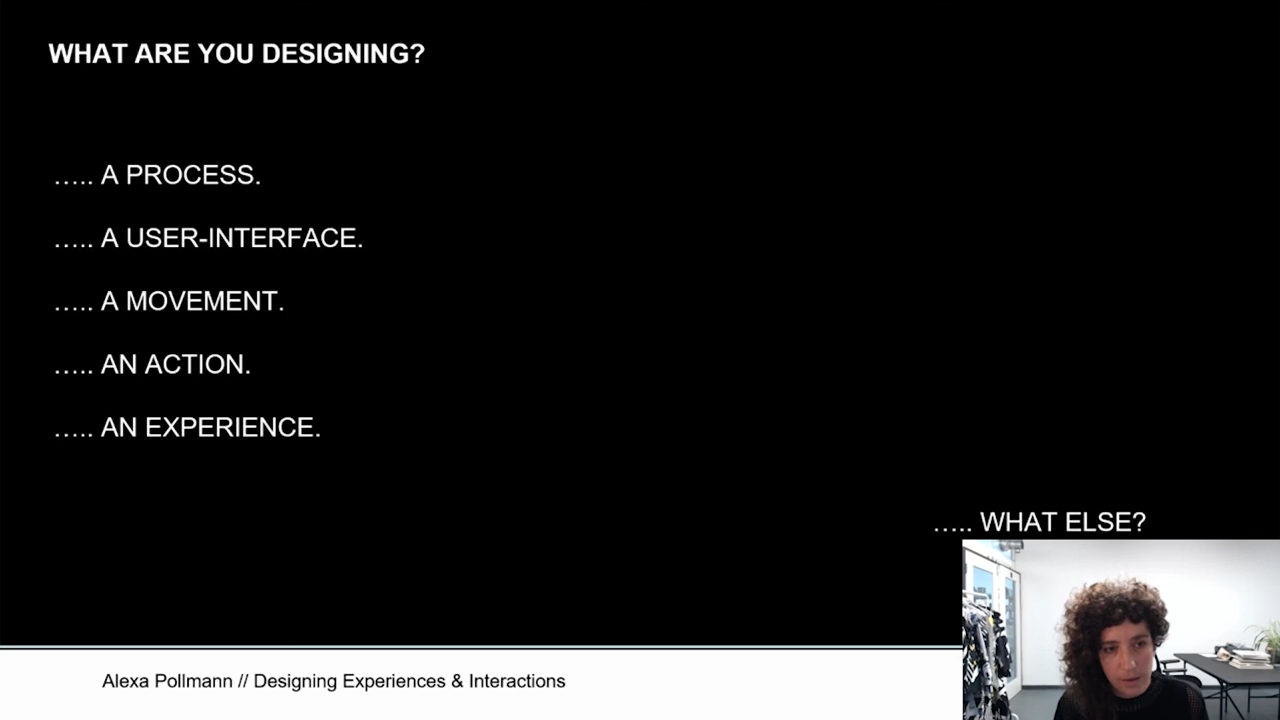 WHAT ARE YOU DESIGNING?
….. A PROCESS.
….. A USER-INTERFACE.
….. A MOVEMENT.
….. AN ACTION.
….. AN EXPERIENCE.
….. WHAT ELSE?
Alexa Pollmann // Designing Experiences & Interactions